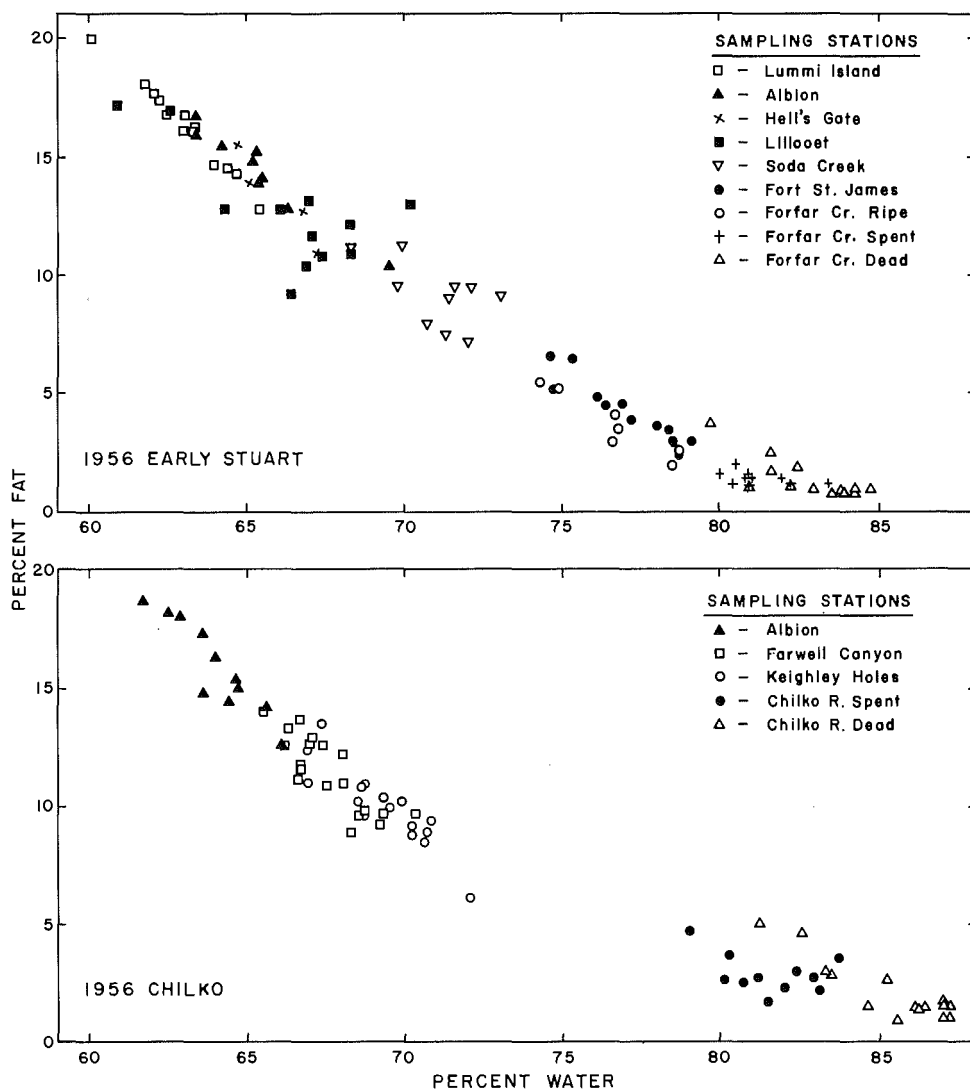 20
15
10
5
0
60 65 70 75 80 85
SAMPLING STATIONS
□ – Lummi Island
▲ – Albion
× – Hell's Gate
■ – Lillooet
▽ – Soda Creek
● – Fort St. James
○ – Forfar Cr. Ripe
+ – Forfar Cr. Spent
△ – Forfar Cr. Dead
1956 EARLY STUART
PERCENT FAT
20
15
10
5
0
60 65 70 75 80 85
SAMPLING STATIONS
▲ – Albion
□ – Farwell Canyon
○ – Keighley Holes
● – Chilko R. Spent
△ – Chilko R. Dead
1956 CHILKO
PERCENT WATER